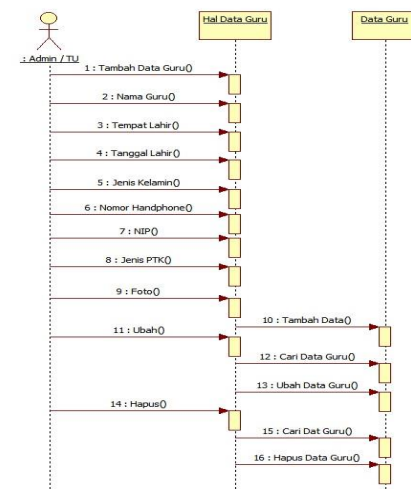 Hal Data Guru
Data Guru
: Admin / TU
1 : Tambah Data Guru()
2 : Nama Guru()
3 : Tempat Lahir()
4 : Tanggal Lahir()
5 : Jenis Kelamin()
6 : Nomor Handphone()
7 : NIP()
8 : Jenis PTK()
9 : Foto()
10 : Tambah Data()
11 : Ubah()
12 : Cari Data Guru()
13 : Ubah Data Guru()
14 : Hapus()
15 : Cari Dat Guru()
16 : Hapus Data Guru()